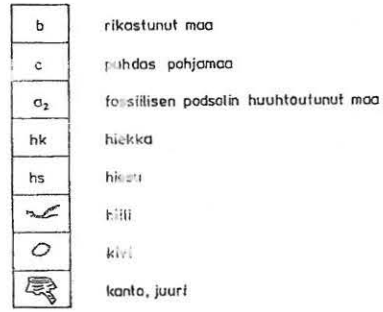 b rikastunut maa
c puhdas pohjamaa
a₂ fossiilisen podsolin huuhtoutunut maa
hk hiekka
hs hiesu
hiili
kivi
kanto, juuri